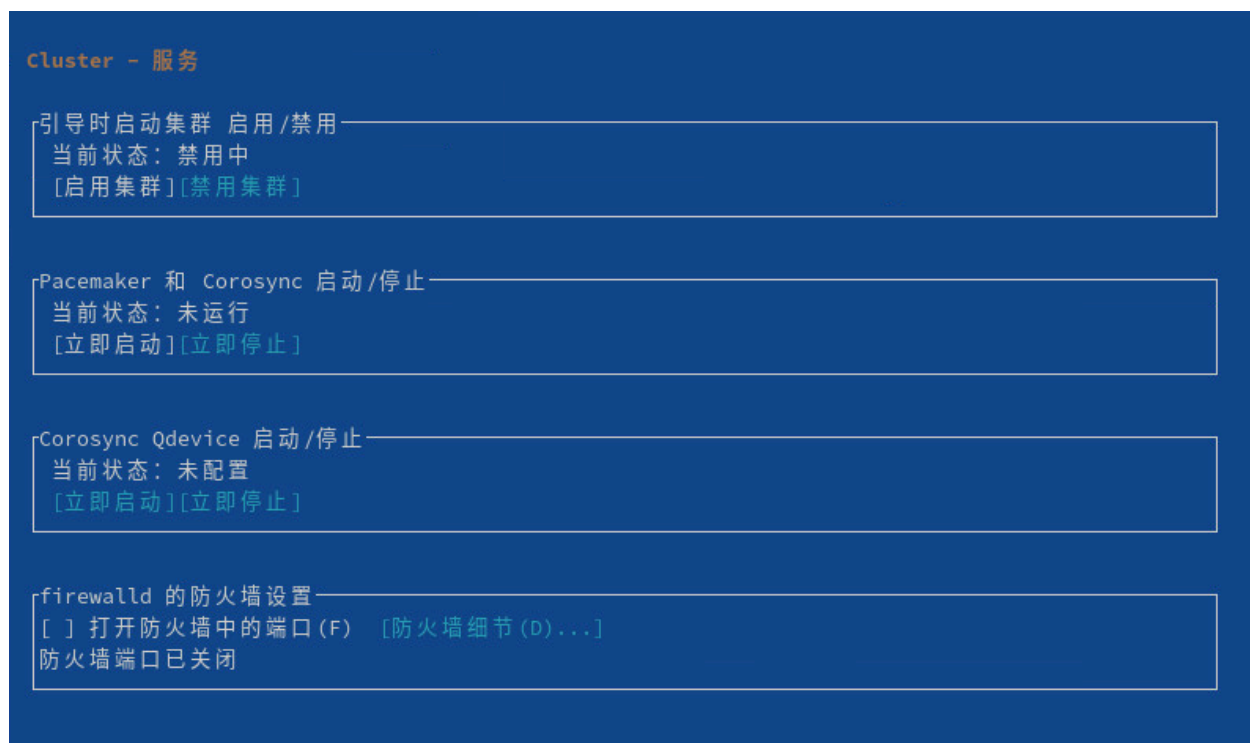 Cluster - 服务
引导时启动集群 启用/禁用
当前状态: 禁用中
[启用集群][禁用集群]
Pacemaker 和 Corosync 启动/停止
当前状态: 未运行
[立即启动][立即停止]
Corosync Qdevice 启动/停止
当前状态: 未配置
[立即启动][立即停止]
firewalld 的防火墙设置
[ ] 打开防火墙中的端口(F) [防火墙细节(D)...]
防火墙端口已关闭